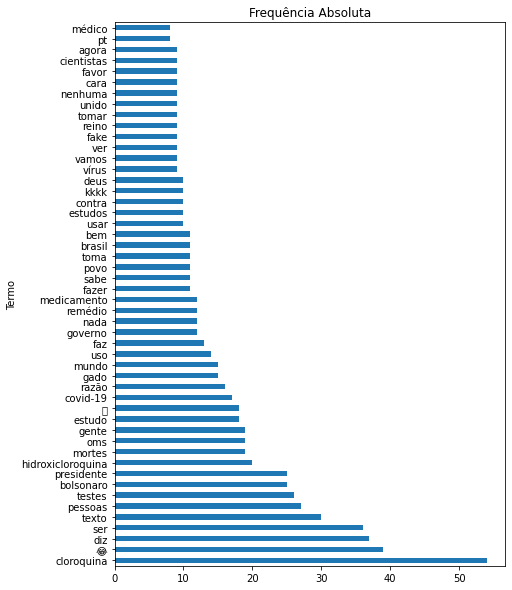 Frequência Absoluta
médico
pt
agora
cientistas
favor
cara
nenhuma
unido
tomar
reino
fake
ver
vamos
vírus
deus
kkkk
contra
estudos
usar
bem
brasil
toma
povo
sabe
fazer
medicamento
remédio
nada
governo
faz
uso
mundo
gado
razão
covid-19
estudo
gente
oms
mortes
hidroxicloroquina
presidente
bolsonaro
testes
pessoas
texto
ser
diz
😂
cloroquina
Termo
0 10 20 30 40 50